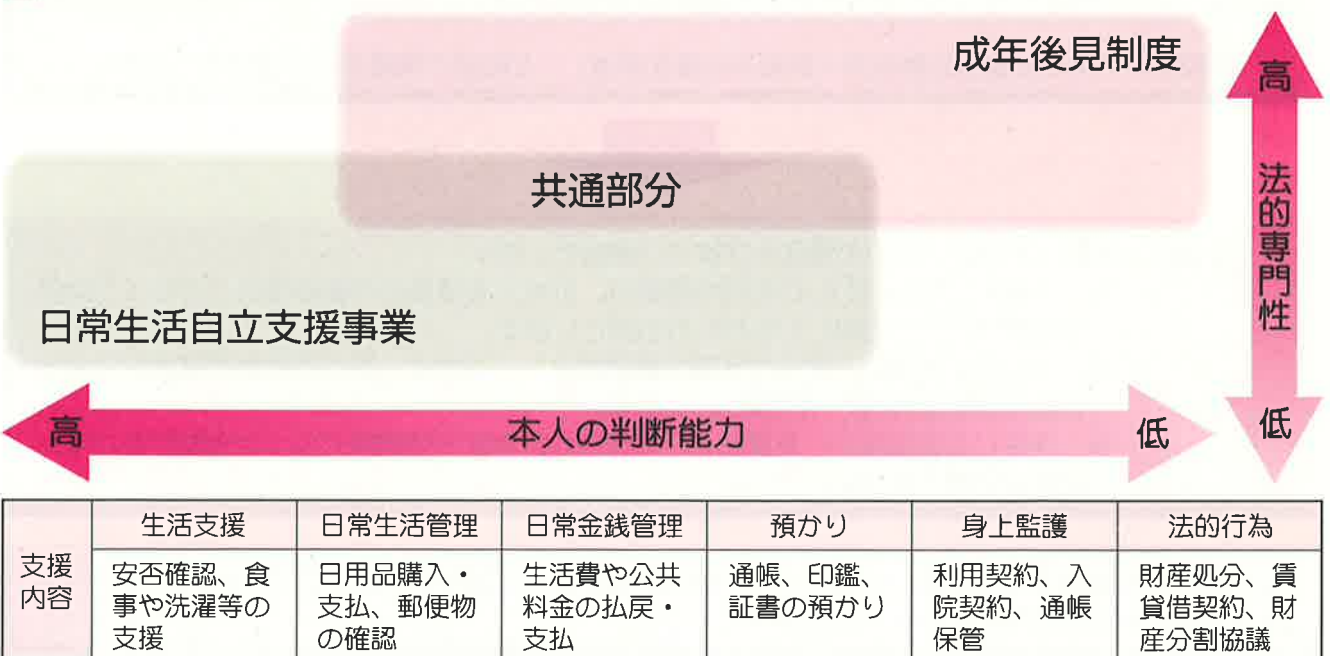 成年後見制度
高
共通部分
法的専門性
日常生活自立支援事業
高
本人の判断能力
低
低
支援
内容
生活支援
日常生活管理
日常金銭管理
預かり
身上監護
法的行為
安否確認、食
事や洗濯等の
支援
日用品購入・
支払、郵便物
の確認
生活費や公共
料金の払戻・
支払
通帳、印鑑、
証書の預かり
利用契約、入
院契約、通帳
保管
財産処分、賃
貸借契約、財
産分割協議